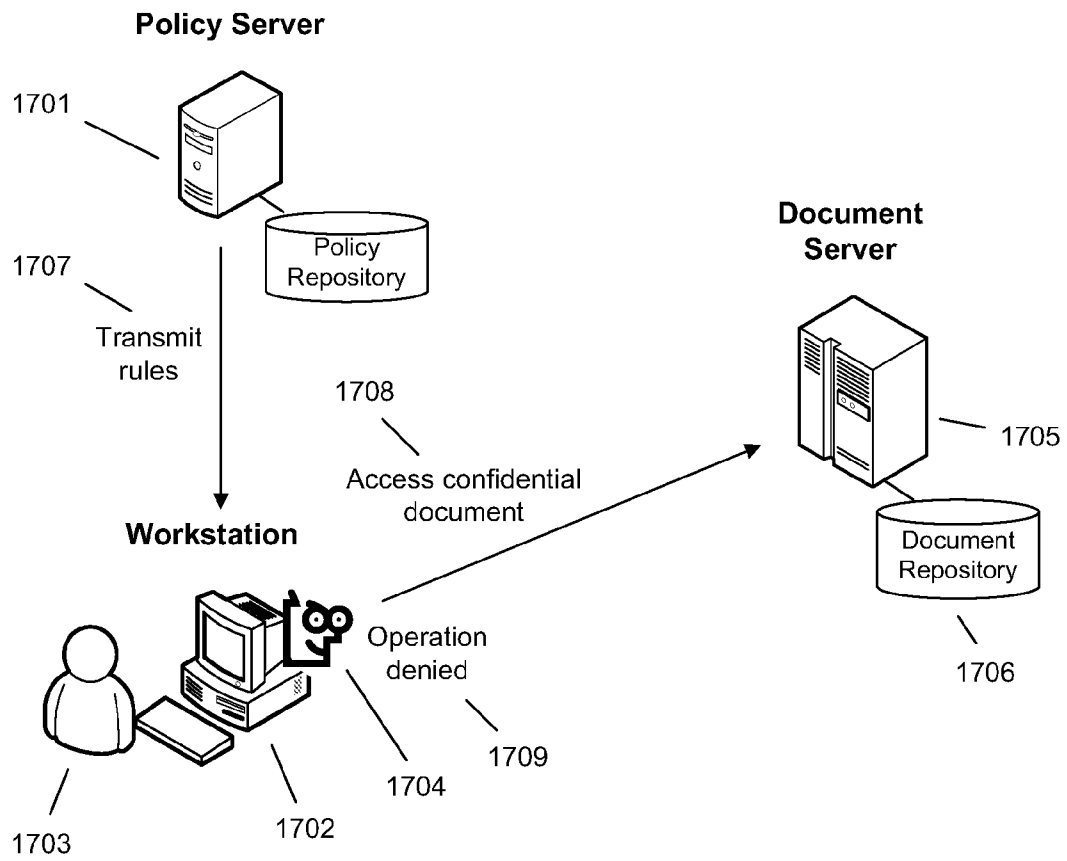 Policy Server
1701
Policy
Repository
Document
Server
1707
Transmit
rules
1708
1705
Access confidential
document
Workstation
Document
Repository
Operation
denied
1706
1709
1704
1702
1703